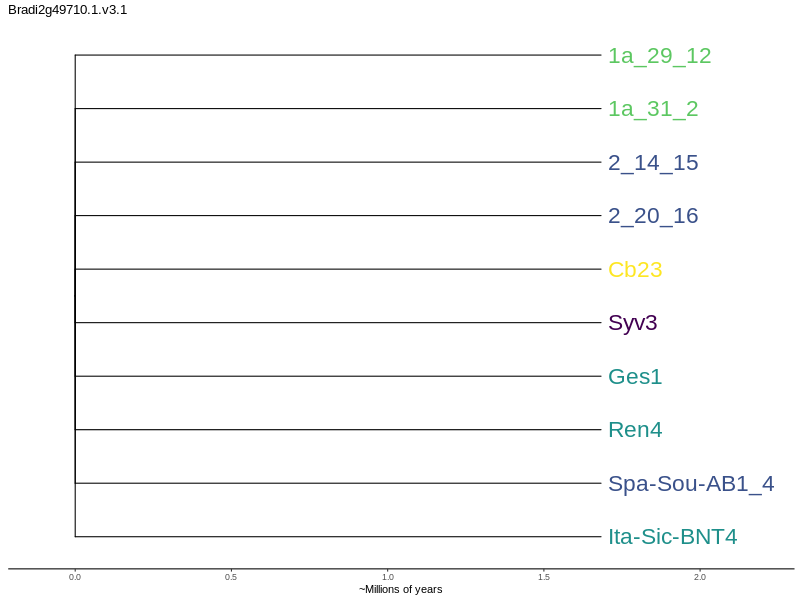 Bradi2g49710.1.v3.1
1a_29_12
1a_31_2
2_14_15
2_20_16
Cb23
Syv3
Ges1
Ren4
Spa-Sou-AB1_4
Ita-Sic-BNT4
0.0 0.5 1.0 1.5 2.0
~Millions of years